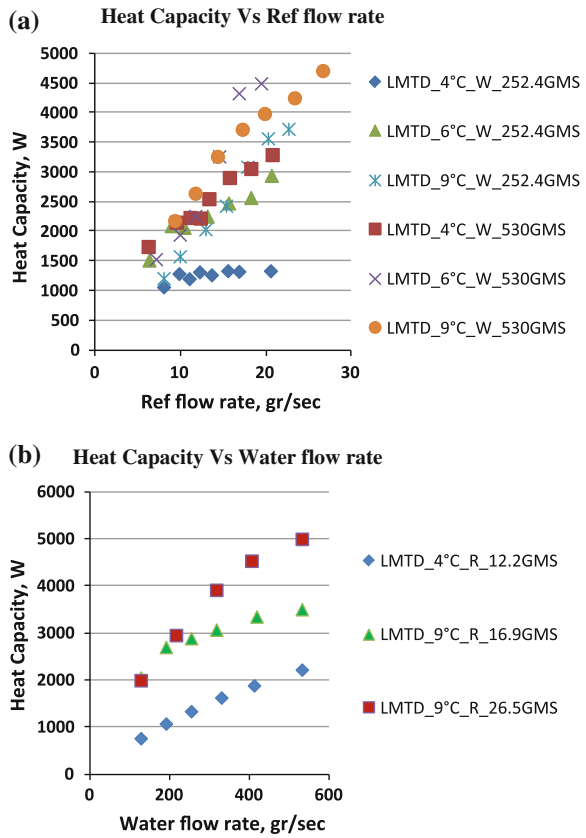 (a) Heat Capacity Vs Ref flow rate
Heat Capacity, W
5000
4500
4000
3500
3000
2500
2000
1500
1000
500
0
0 10 20 30
Ref flow rate, gr/sec
LMTD_4°C_W_252.4GMS
LMTD_6°C_W_252.4GMS
LMTD_9°C_W_252.4GMS
LMTD_4°C_W_530GMS
LMTD_6°C_W_530GMS
LMTD_9°C_W_530GMS
(b) Heat Capacity Vs Water flow rate
Heat Capacity, W
6000
5000
4000
3000
2000
1000
0
0 200 400 600
Water flow rate, gr/sec
LMTD_4°C_R_12.2GMS
LMTD_9°C_R_16.9GMS
LMTD_9°C_R_26.5GMS